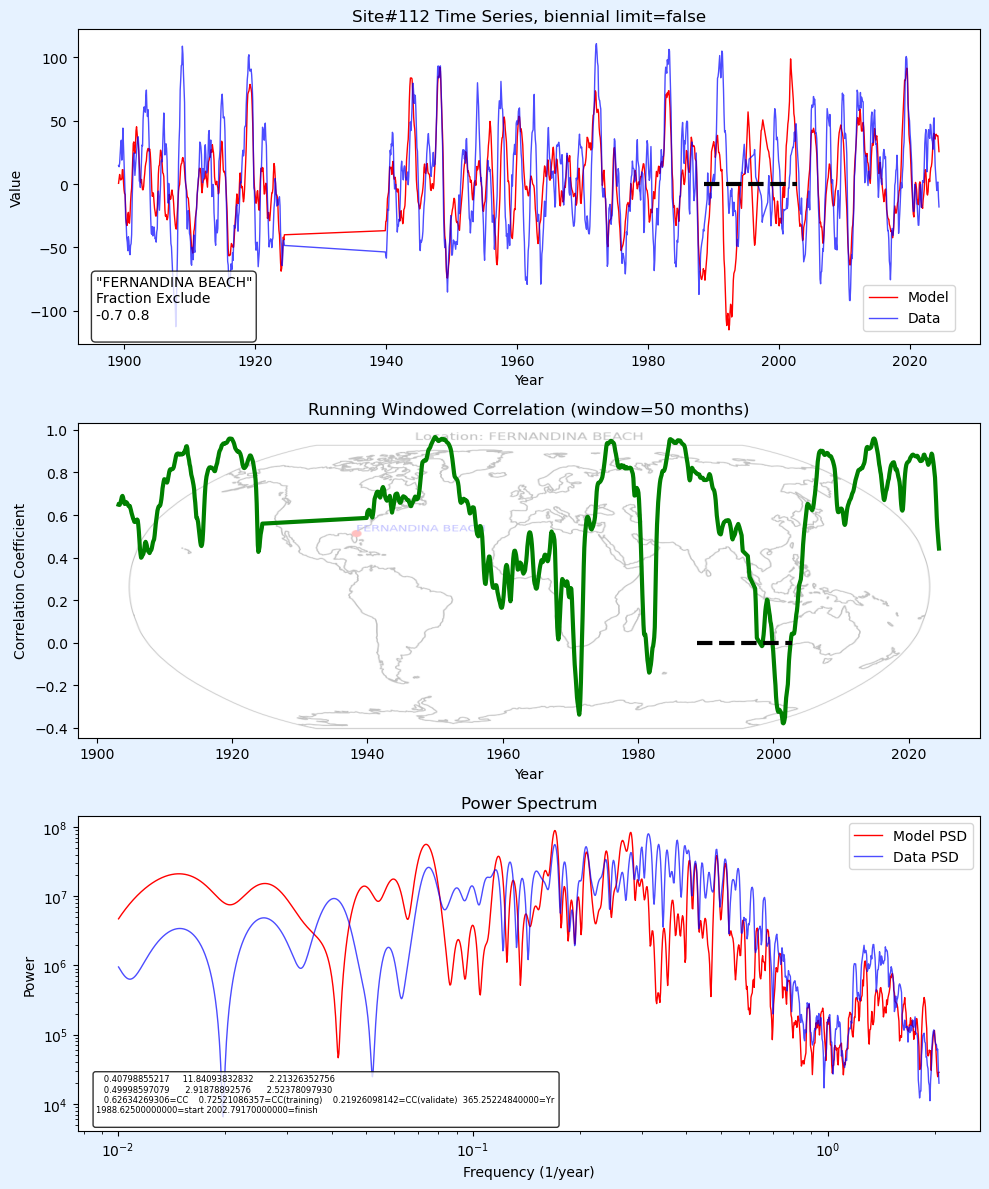 Site#112 Time Series, biennial limit=false
100
50
0
−50
−100
Value
"FERNANDINA BEACH"
Fraction Exclude
-0.7 0.8
Model
Data
1900 1920 1940 1960 1980 2000 2020
Year
Running Windowed Correlation (window=50 months)
Location: FERNANDINA BEACH
FERNANDINA BEACH
1.0
0.8
0.6
0.4
0.2
0.0
−0.2
−0.4
Correlation Coefficient
1900 1920 1940 1960 1980 2000 2020
Year
Power Spectrum
Model PSD
Data PSD
10^8
10^7
10^6
10^5
10^4
Power
0.40798855217 11.84093832832 2.21326352756
0.49998597079 2.91878892576 2.52378097930
0.62634269306=CC 0.72521086357=CC(training) 0.21926098142=CC(validate) 365.25224840000=Yr
1988.62500000000=start 2002.79170000000=finish
10^−2 10^−1 10^0
Frequency (1/year)